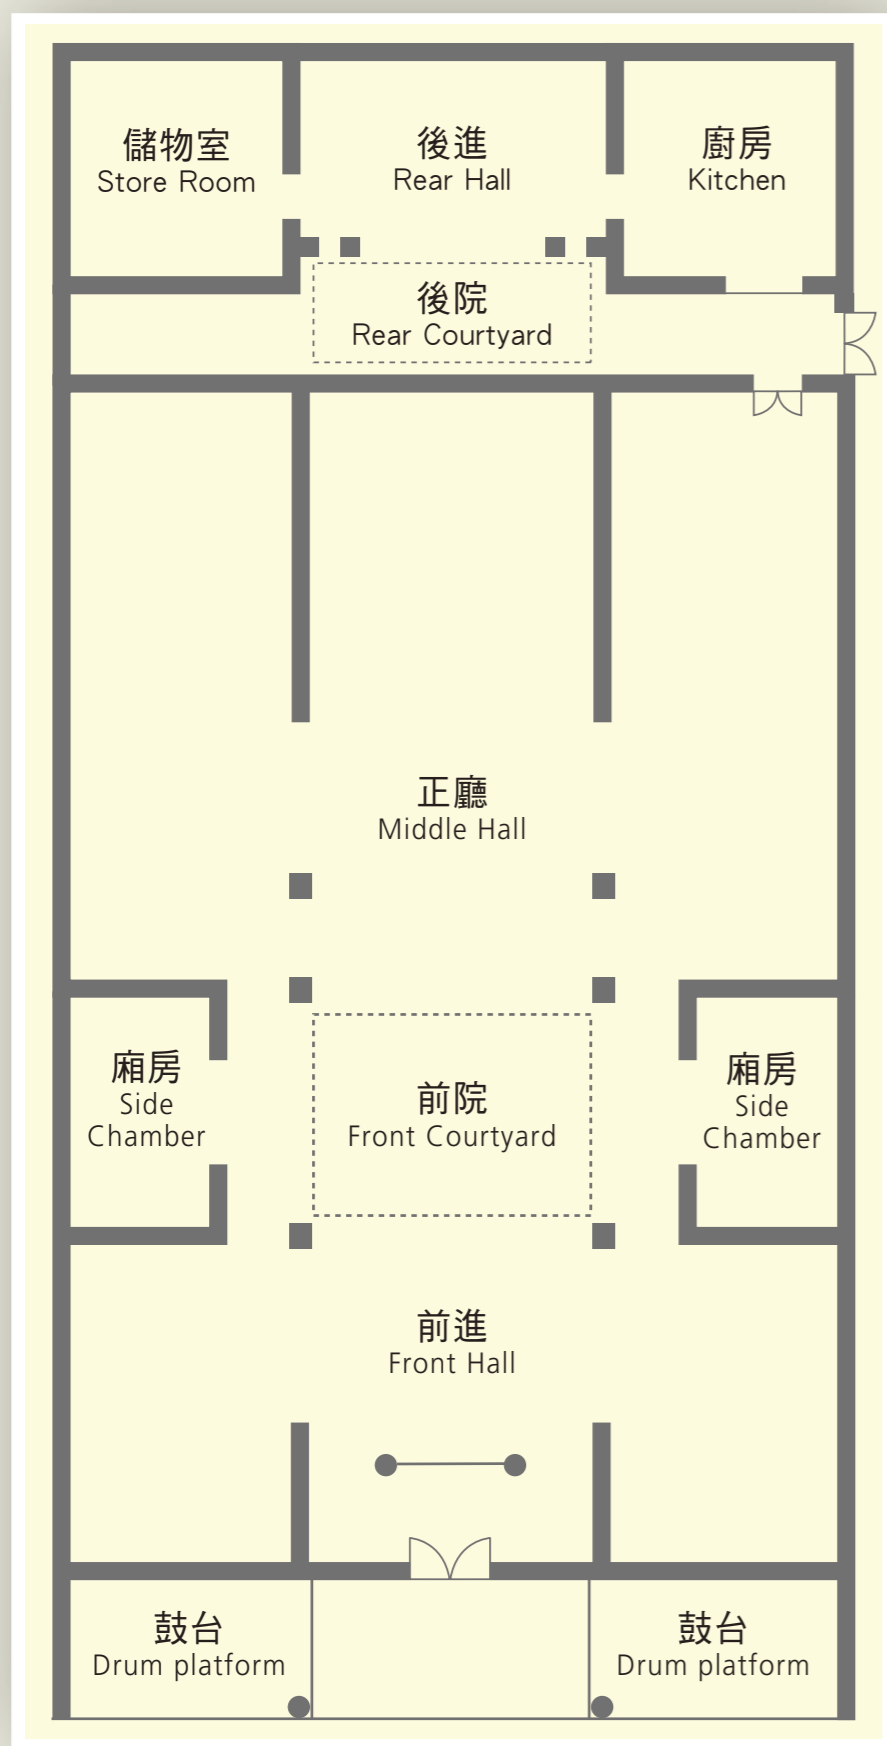 儲物室
Store Room
後進
Rear Hall
廚房
Kitchen
後院
Rear Courtyard
正廳
Middle Hall
廂房
Side
Chamber
前院
Front Courtyard
廂房
Side
Chamber
前進
Front Hall
鼓台
Drum platform
鼓台
Drum platform